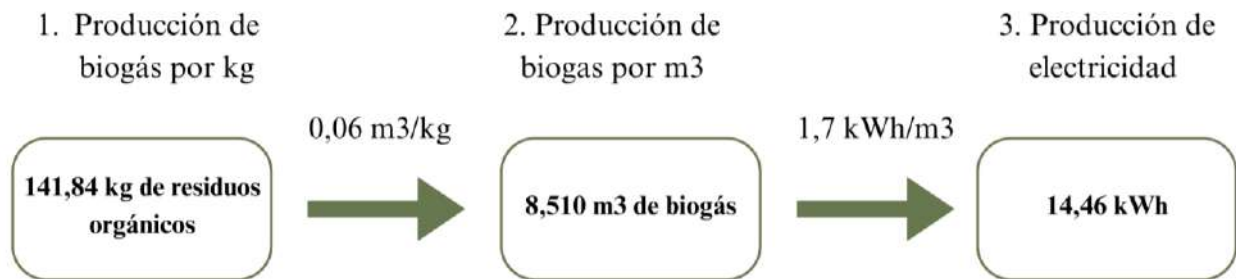 1. Producción de
biogás por kg
2. Producción de
biogas por m3
3. Producción de
electricidad
0,06 m3/kg
1,7 kWh/m3
141,84 kg de residuos
orgánicos
8,510 m3 de biogás
14,46 kWh